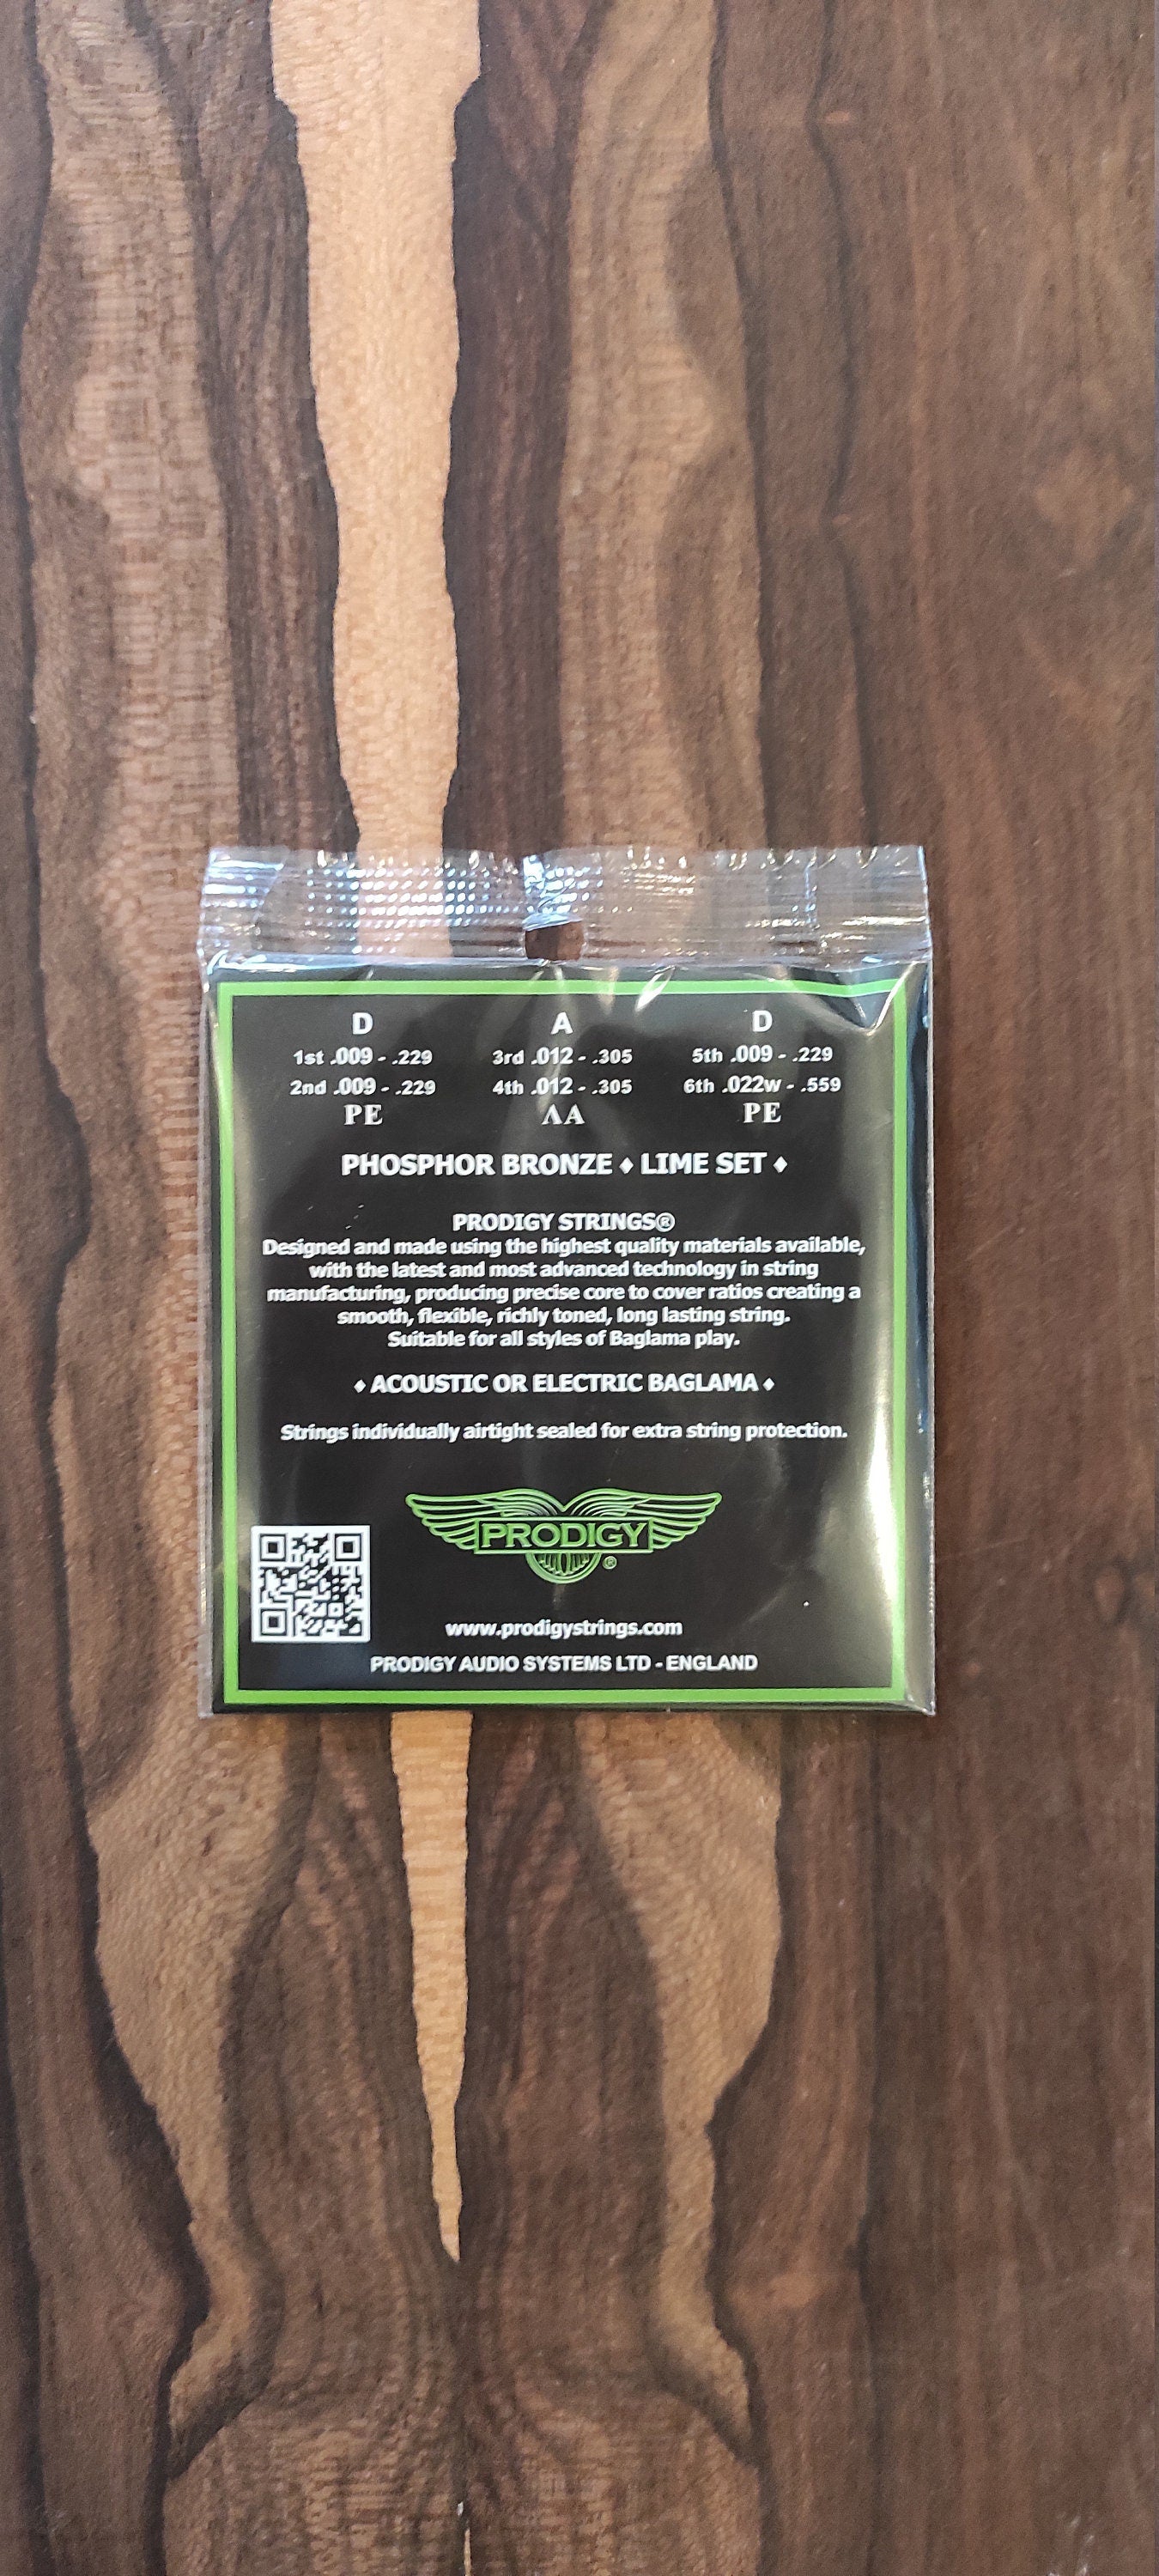 D A D
1st .009 - .229 3rd .012 - .305 5th .009 - .229
2nd .009 - .229 4th .012 - .305 6th .022w - .559
ΡΕ ΛΑ ΡΕ
PHOSPHOR BRONZE ♦ LIME SET ♦
PRODIGY STRINGS®
Designed and made using the highest quality materials available,
with the latest and most advanced technology in string
manufacturing, producing precise core to cover ratios creating a
smooth, flexible, richly toned, long lasting string.
Suitable for all styles of Baglama play.
♦ ACOUSTIC OR ELECTRIC BAGLAMA ♦
Strings individually airtight sealed for extra string protection.
PRODIGY ®
www.prodigystrings.com
PRODIGY AUDIO SYSTEMS LTD - ENGLAND